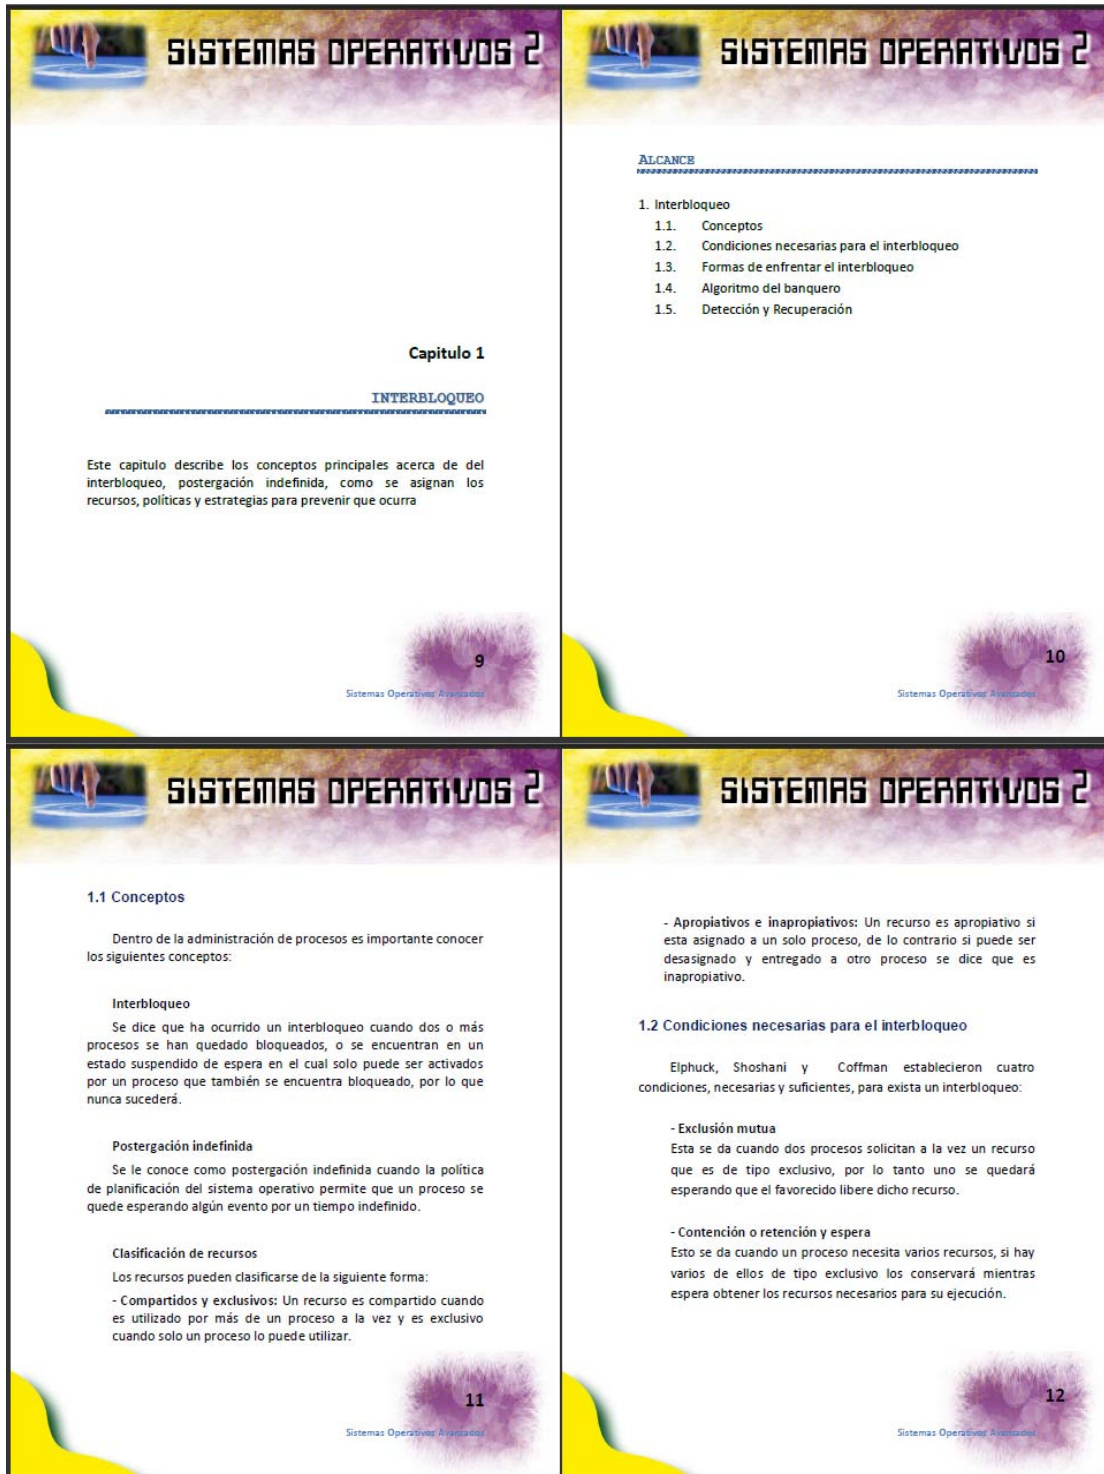 SISTEMAS OPERATIVOS 2
Capitulo 1
INTERBLOQUEO
Este capitulo describe los conceptos principales acerca de del
interbloqueo, postergación indefinida, como se asignan los
recursos, políticas y estrategias para prevenir que ocurra
9
Sistemas Operativos Avanzados
SISTEMAS OPERATIVOS 2
ALCANCE
1. Interbloqueo
1.1. Conceptos
1.2. Condiciones necesarias para el interbloqueo
1.3. Formas de enfrentar el interbloqueo
1.4. Algoritmo del banquero
1.5. Detección y Recuperación
10
Sistemas Operativos Avanzados
SISTEMAS OPERATIVOS 2
1.1 Conceptos
Dentro de la administración de procesos es importante conocer
los siguientes conceptos:
Interbloqueo
Se dice que ha ocurrido un interbloqueo cuando dos o más
procesos se han quedado bloqueados, o se encuentran en un
estado suspendido de espera en el cual solo puede ser activados
por un proceso que también se encuentra bloqueado, por lo que
nunca sucederá.
Postergación indefinida
Se le conoce como postergación indefinida cuando la política
de planificación del sistema operativo permite que un proceso se
quede esperando algún evento por un tiempo indefinido.
Clasificación de recursos
Los recursos pueden clasificarse de la siguiente forma:
- Compartidos y exclusivos: Un recurso es compartido cuando
es utilizado por más de un proceso a la vez y es exclusivo
cuando solo un proceso lo puede utilizar.
11
Sistemas Operativos Avanzados
SISTEMAS OPERATIVOS 2
- Apropiativos e inapropiativos: Un recurso es apropiativo si
esta asignado a un solo proceso, de lo contrario si puede ser
desasignado y entregado a otro proceso se dice que es
inapropiativo.
1.2 Condiciones necesarias para el interbloqueo
Elphuck, Shoshani y Coffman establecieron cuatro
condiciones, necesarias y suficientes, para exista un interbloqueo:
- Exclusión mutua
Esta se da cuando dos procesos solicitan a la vez un recurso
que es de tipo exclusivo, por lo tanto uno se quedará
esperando que el favorecido libere dicho recurso.
- Contención o retención y espera
Esto se da cuando un proceso necesita varios recursos, si hay
varios de ellos de tipo exclusivo los conservará mientras
espera obtener los recursos necesarios para su ejecución.
12
Sistemas Operativos Avanzados